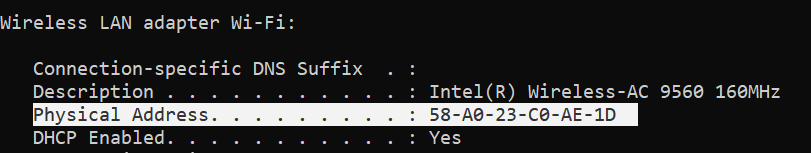 Wireless LAN adapter Wi-Fi:
Connection-specific DNS Suffix  . :
Description . . . . . . . . . . . : Intel(R) Wireless-AC 9560 160MHz
Physical Address. . . . . . . . . : 58-A0-23-C0-AE-1D
DHCP Enabled. . . . . . . . . . . : Yes